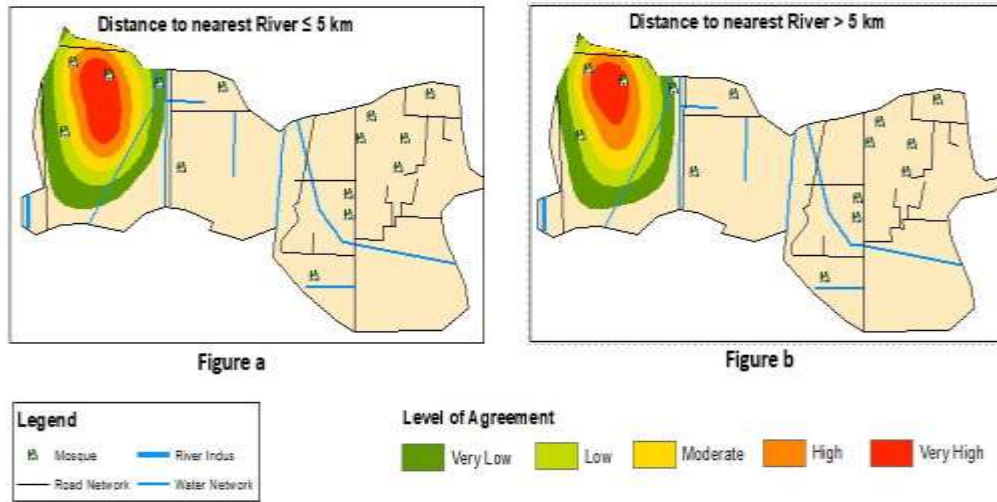 Distance to nearest River ≤ 5 km
Distance to nearest River > 5 km
Figure a
Figure b
Legend
Mosque
River Indus
Road Network
Water Network
Level of Agreement
Very Low
Low
Moderate
High
Very High